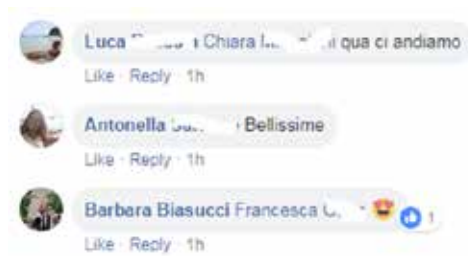 Luca Chiara qua ci andiamo
Like · Reply · 1h
Antonella Bellissime
Like · Reply · 1h
Barbara Biasucci Francesca 1
Like · Reply · 1h